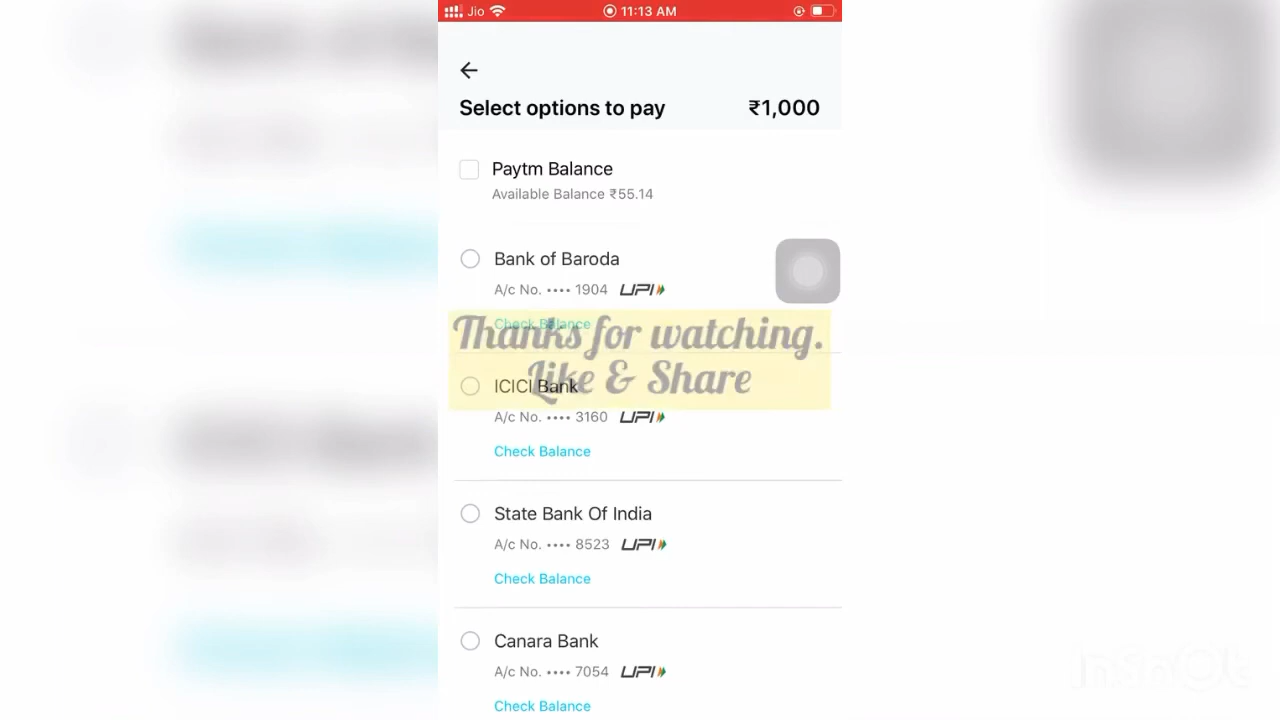 Jio 11:13 AM
Select options to pay ₹1,000
Paytm Balance
Available Balance ₹55.14
Bank of Baroda
A/c No. •••• 1904 UPI
Check Balance
Thanks for watching.
Like & Share
ICICI Bank
A/c No. •••• 3160 UPI
Check Balance
State Bank Of India
A/c No. •••• 8523 UPI
Check Balance
Canara Bank
A/c No. •••• 7054 UPI
Check Balance